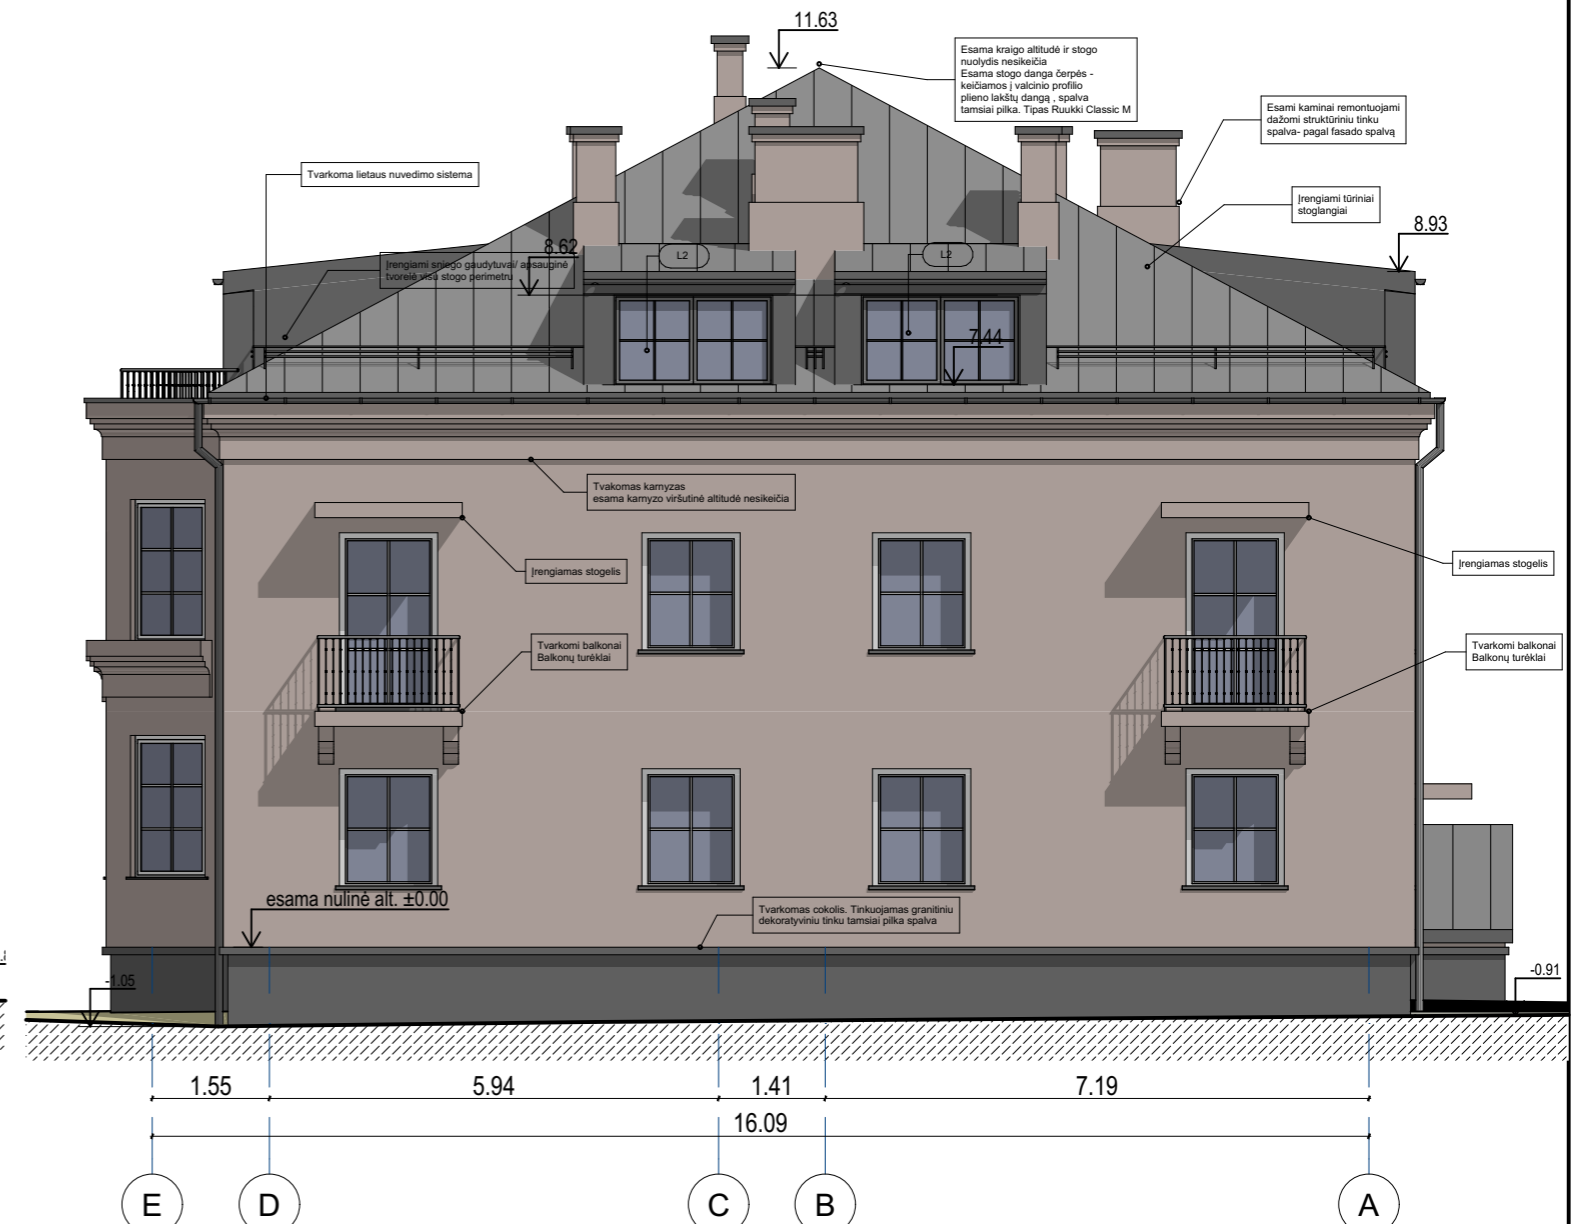 11.63
Esama kraigo altitudė ir stogo
nuolydis nesikeičia
Esama stogo danga čerpės -
keičiamos į valcinio profilio
plieno lakštų dangą , spalva
tamsiai pilka. Tipas Ruukki Classic M
Esami kaminai remontuojami
dažomi struktūriniu tinku
spalva- pagal fasado spalvą
Tvarkoma lietaus nuvedimo sistema
Įrengiami tūriniai
stoglangiai
8.93
8.62
L2
L2
Įrengiami sniego gaudytuvai/ apsauginė
tvorelė visu stogo perimetru
7.44
Tvakomas karnyzas
esama karnyzo viršutinė altitudė nesikeičia
Įrengiamas stogelis
Įrengiamas stogelis
Tvarkomi balkonai
Balkonų turėklai
Tvarkomi balkonai
Balkonų turėklai
esama nulinė alt. ±0.00
Tvarkomas cokolis. Tinkuojamas granitiniu
dekoratyviniu tinku tamsiai pilka spalva
-1.05
-0.91
1.55
5.94
1.41
7.19
16.09
E
D
C
B
A